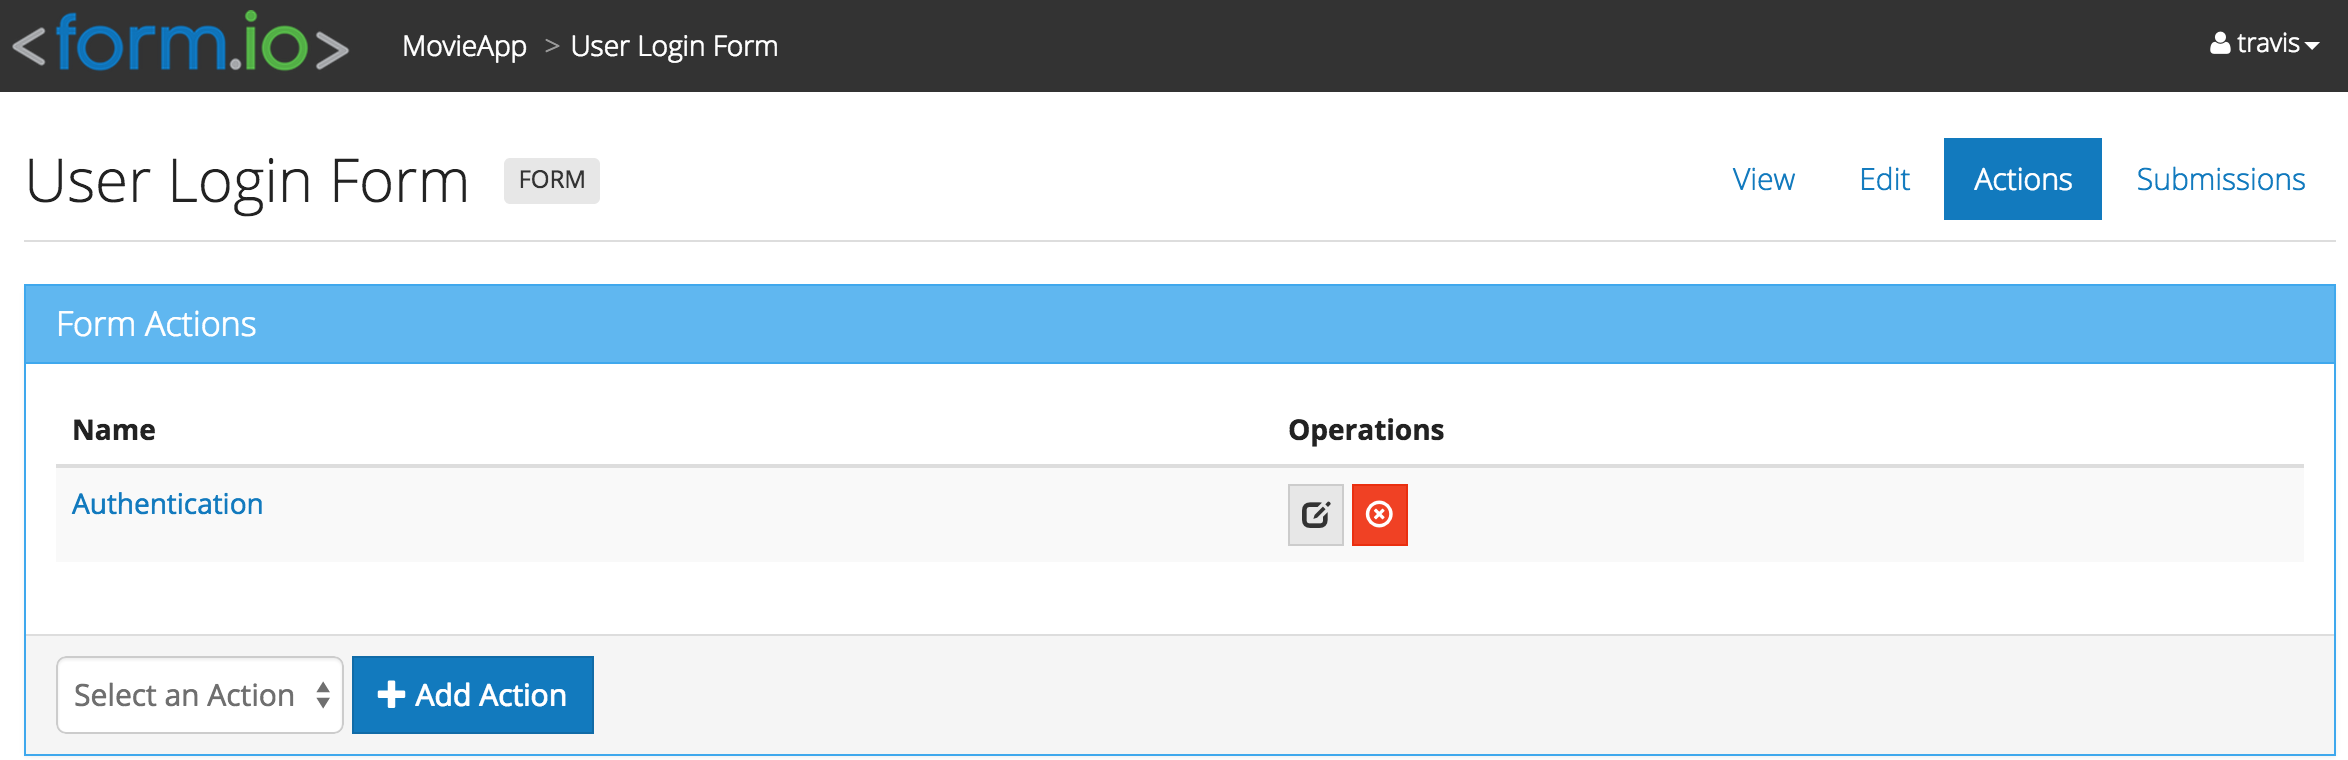 <form.io> MovieApp > User Login Form travis
User Login Form FORM View Edit Actions Submissions
Form Actions
Name Operations
Authentication
Select an Action Add Action